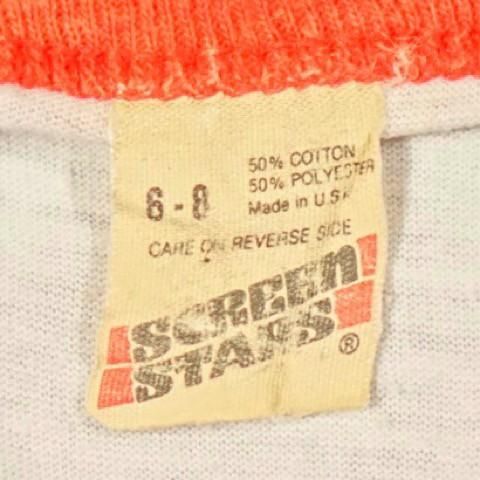 50% COTTON
50% POLYESTER
6 - 8
Made in U.S.A
CARE ON REVERSE SIDE
SCREEN
STARS ®